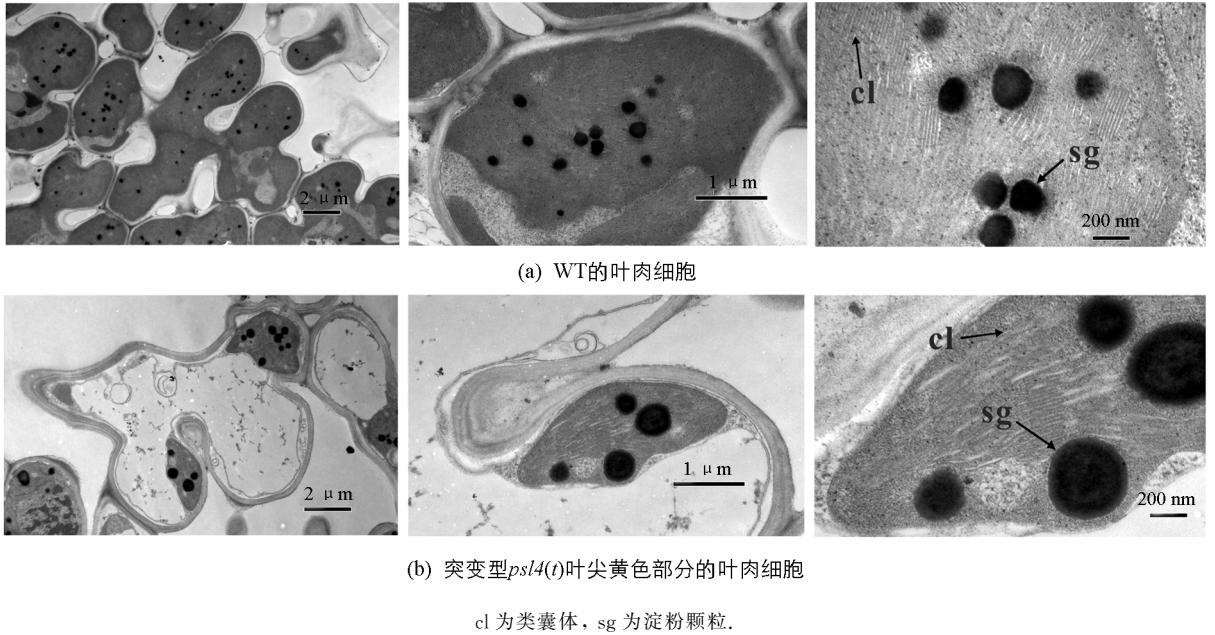 cl
sg
2 μm
1 μm
200 nm
(a) WT的叶肉细胞
cl
sg
2 μm
1 μm
200 nm
(b) 突变型psl4(t)叶尖黄色部分的叶肉细胞
cl为类囊体，sg为淀粉颗粒.